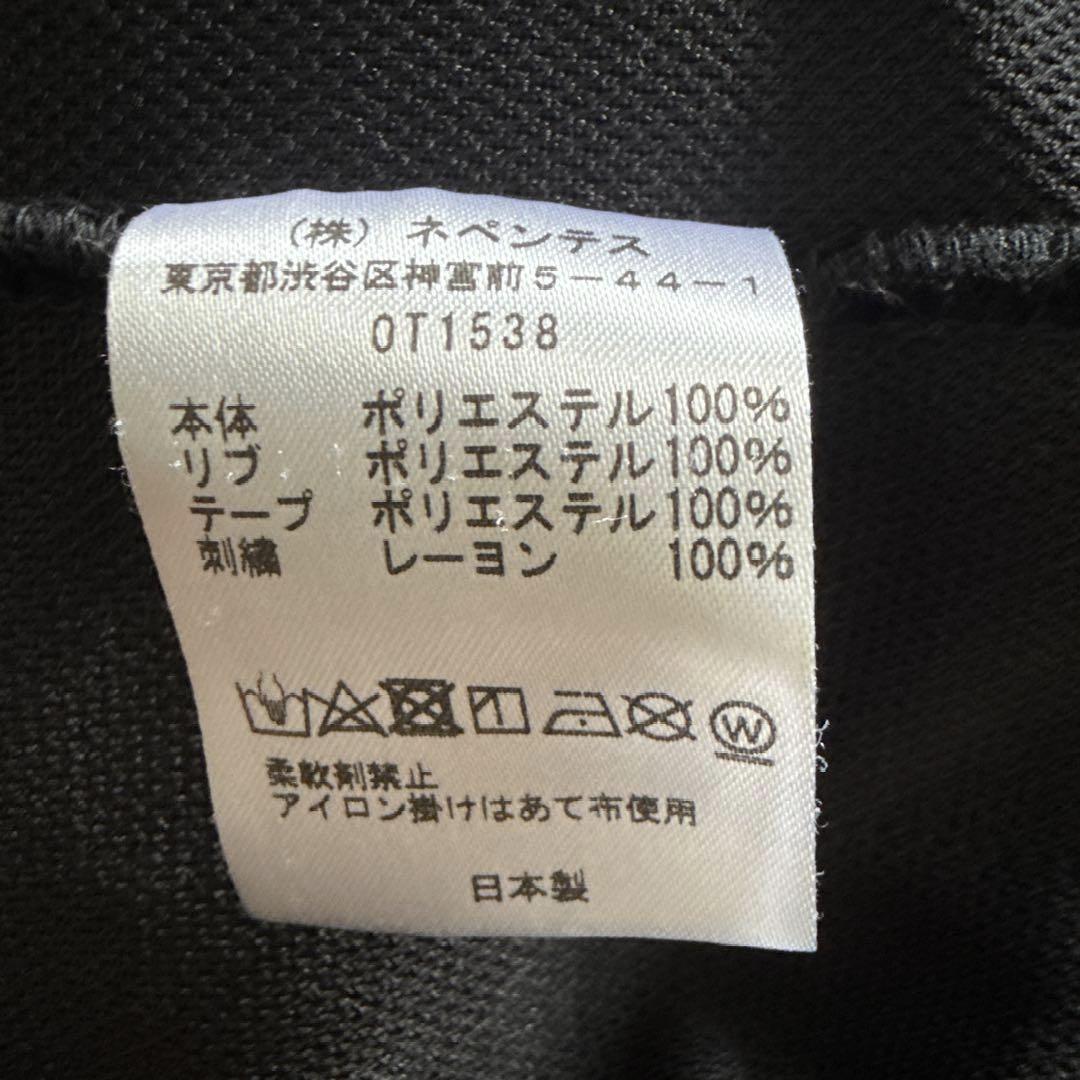 （株）ネペンテス
東京都渋谷区神宮前５－４４－１
OT1538
本体 ポリエステル100%
リブ ポリエステル100%
テープ ポリエステル100%
刺繍 レーヨン 100%
W
柔軟剤禁止
アイロン掛けはあて布使用
日本製